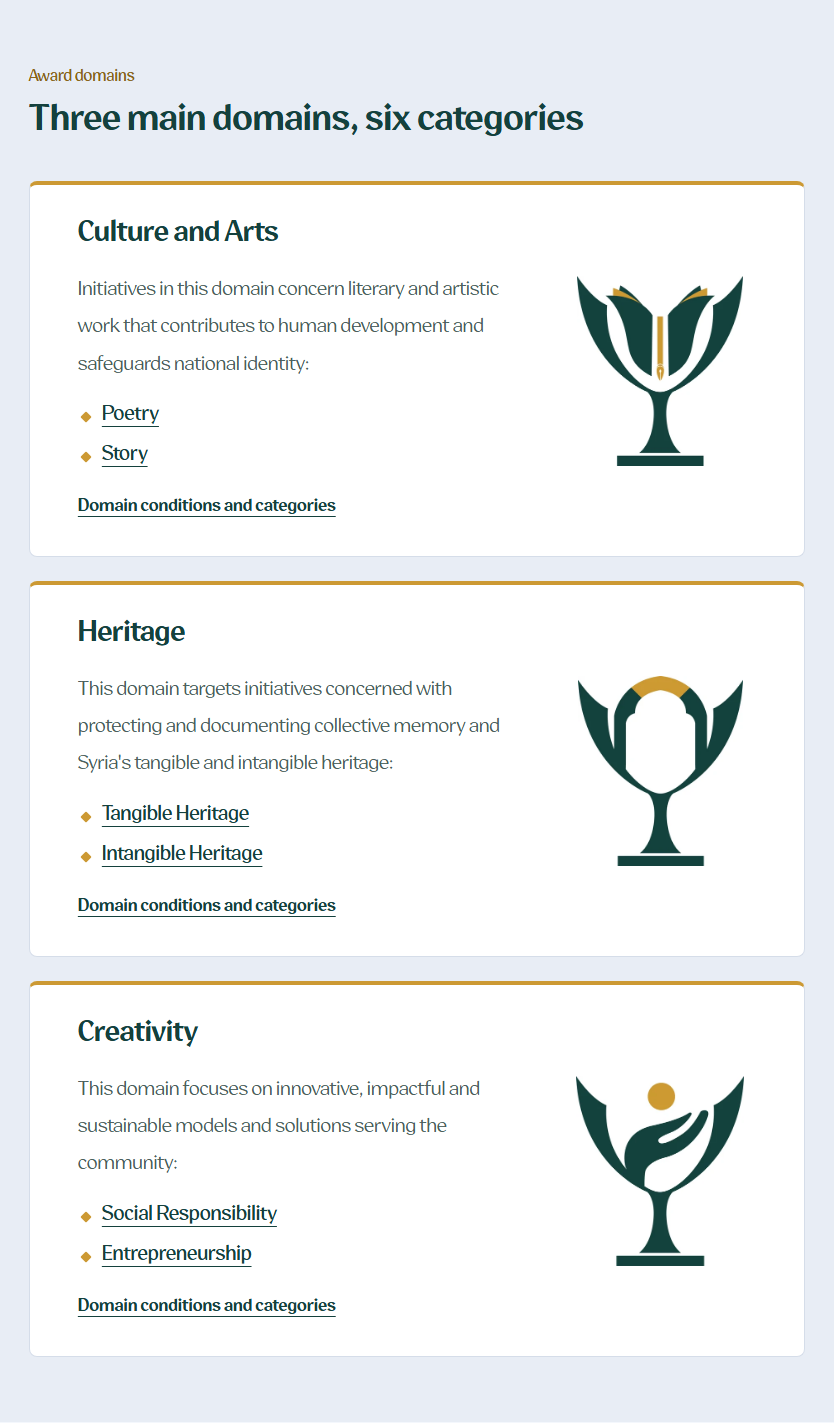 Award domains
Three main domains, six categories
Culture and Arts
Initiatives in this domain concern literary and artistic
work that contributes to human development and
safeguards national identity:
Poetry
Story
Domain conditions and categories
Heritage
This domain targets initiatives concerned with
protecting and documenting collective memory and
Syria's tangible and intangible heritage:
Tangible Heritage
Intangible Heritage
Domain conditions and categories
Creativity
This domain focuses on innovative, impactful and
sustainable models and solutions serving the
community:
Social Responsibility
Entrepreneurship
Domain conditions and categories